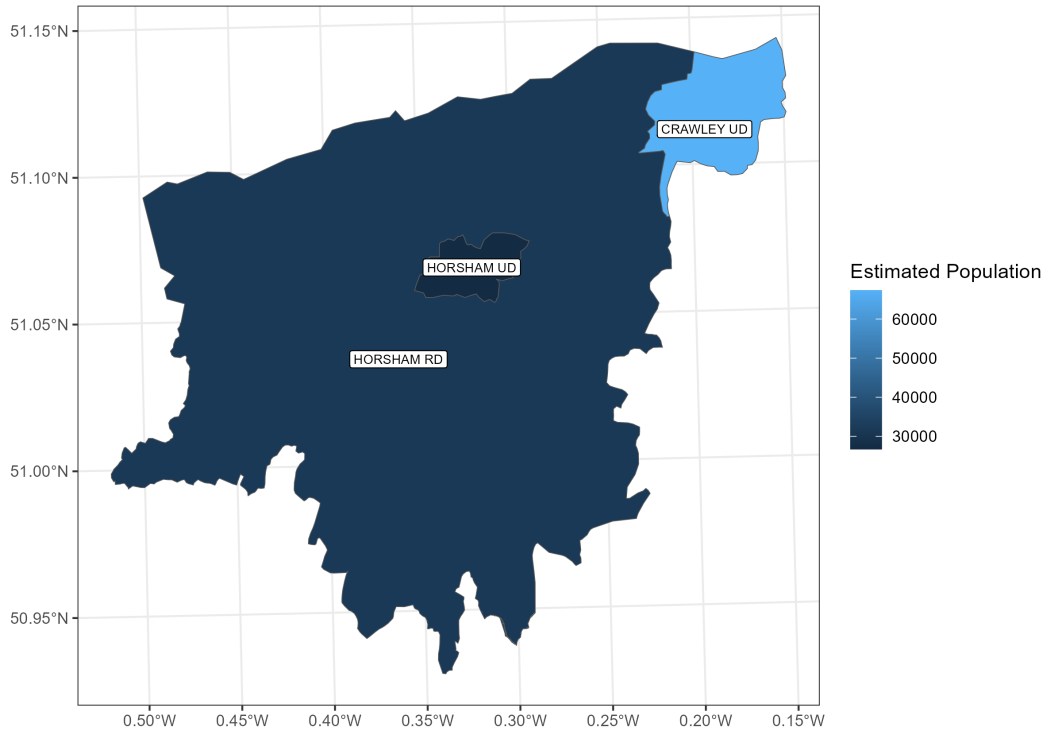 51.15°N
51.10°N
51.05°N
51.00°N
50.95°N
CRAWLEY UD
HORSHAM UD
HORSHAM RD
0.50°W 0.45°W 0.40°W 0.35°W 0.30°W 0.25°W 0.20°W 0.15°W
Estimated Population
60000
50000
40000
30000